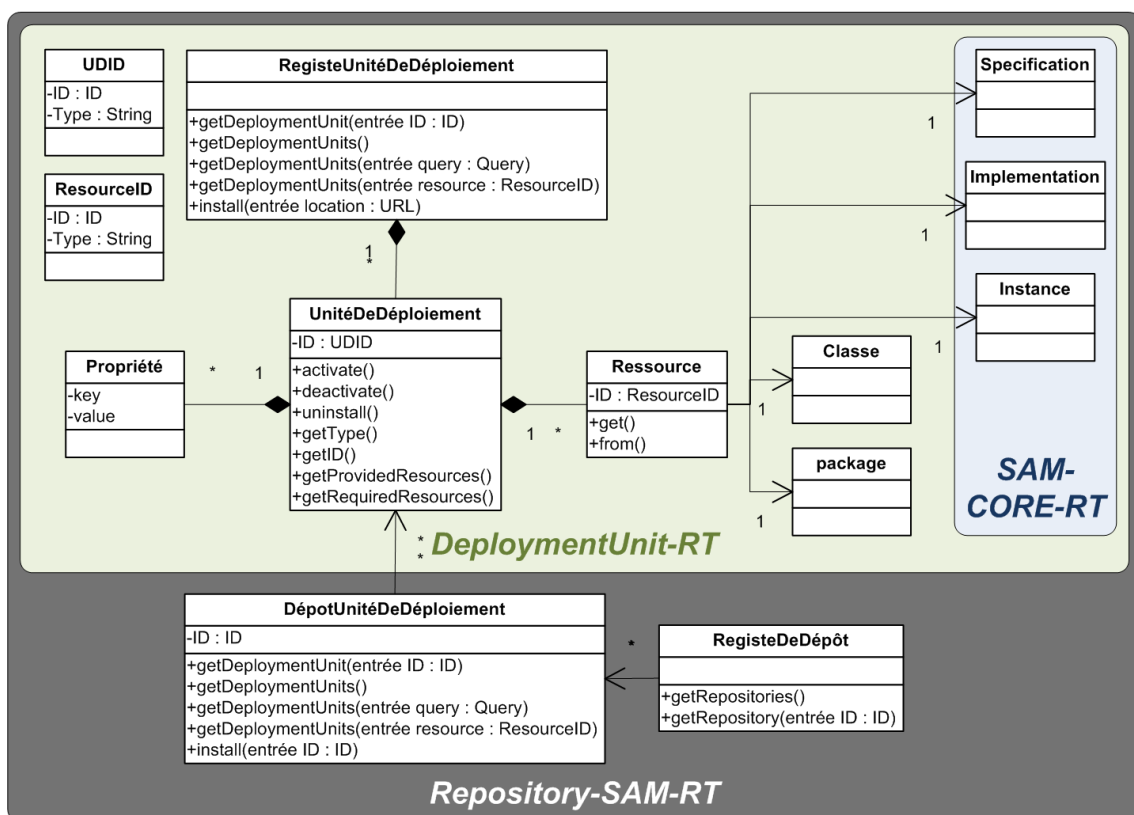 UDID
-ID : ID
-Type : String
ResourceID
-ID : ID
-Type : String
RegisteUnitéDeDéploiement
+getDeploymentUnit(entrée ID : ID)
+getDeploymentUnits()
+getDeploymentUnits(entrée query : Query)
+getDeploymentUnits(entrée resource : ResourceID)
+install(entrée location : URL)
Specification
1
Implementation
1
Instance
1
1
*
UnitéDeDéploiement
-ID : UDID
+activate()
+deactivate()
+uninstall()
+getType()
+getID()
+getProvidedResources()
+getRequiredResources()
Propriété
-key
-value
* 1
1 *
Ressource
-ID : ResourceID
+get()
+from()
Classe
1
package
1
SAM-
CORE-RT
*
*
DeploymentUnit-RT
DépotUnitéDeDéploiement
-ID : ID
+getDeploymentUnit(entrée ID : ID)
+getDeploymentUnits()
+getDeploymentUnits(entrée query : Query)
+getDeploymentUnits(entrée resource : ResourceID)
+install(entrée ID : ID)
*
RegisteDeDépôt
+getRepositories()
+getRepository(entrée ID : ID)
Repository-SAM-RT